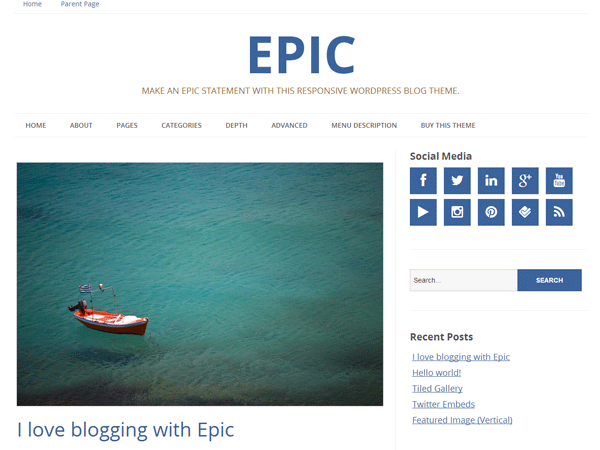 Home Parent Page
EPIC
MAKE AN EPIC STATEMENT WITH THIS RESPONSIVE WORDPRESS BLOG THEME.
HOME ABOUT PAGES CATEGORIES DEPTH ADVANCED MENU DESCRIPTION BUY THIS THEME
Social Media
f in g+ You Tube
Search... SEARCH
Recent Posts
I love blogging with Epic
Hello world!
Tiled Gallery
Twitter Embeds
Featured Image (Vertical)
I love blogging with Epic